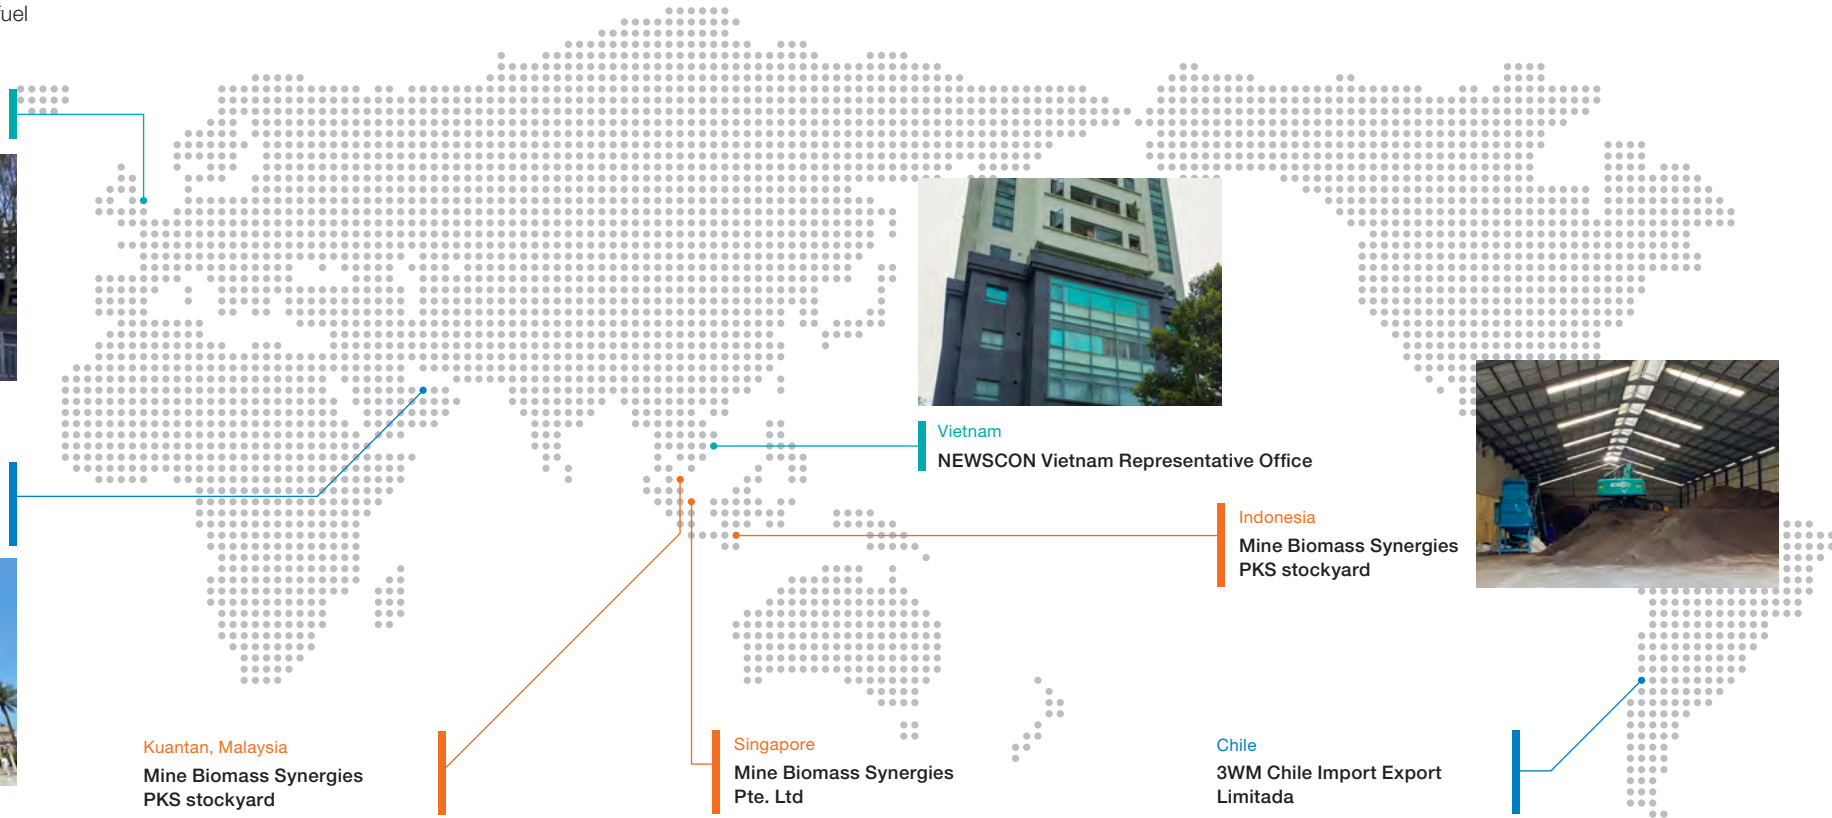 fuel
Vietnam
NEWSCON Vietnam Representative Office
Indonesia
Mine Biomass Synergies
PKS stockyard
Kuantan, Malaysia
Mine Biomass Synergies
PKS stockyard
Singapore
Mine Biomass Synergies
Pte. Ltd
Chile
3WM Chile Import Export
Limitada